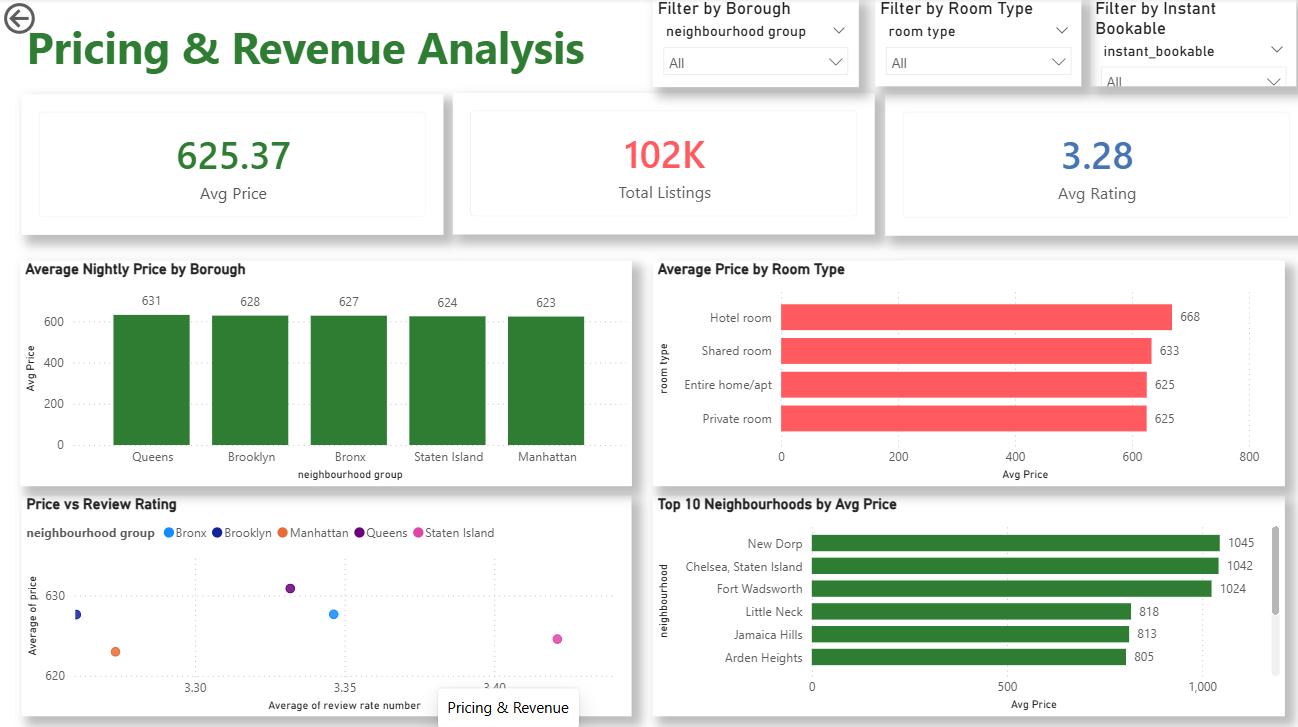 Pricing & Revenue Analysis
Filter by Borough
neighbourhood group
All
Filter by Room Type
room type
All
Filter by Instant
Bookable
instant_bookable
All
625.37
Avg Price
102K
Total Listings
3.28
Avg Rating
Average Nightly Price by Borough
Avg Price
600
400
200
0
631
628
627
624
623
Queens
Brooklyn
Bronx
Staten Island
Manhattan
neighbourhood group
Average Price by Room Type
room type
Hotel room
668
Shared room
633
Entire home/apt
625
Private room
625
0
200
400
600
800
Avg Price
Price vs Review Rating
neighbourhood group
Bronx
Brooklyn
Manhattan
Queens
Staten Island
Average of price
630
620
3.30
3.35
3.40
Average of review rate number
Pricing & Revenue
Top 10 Neighbourhoods by Avg Price
neighbourhood
New Dorp
1045
Chelsea, Staten Island
1042
Fort Wadsworth
1024
Little Neck
818
Jamaica Hills
813
Arden Heights
805
0
500
1,000
Avg Price